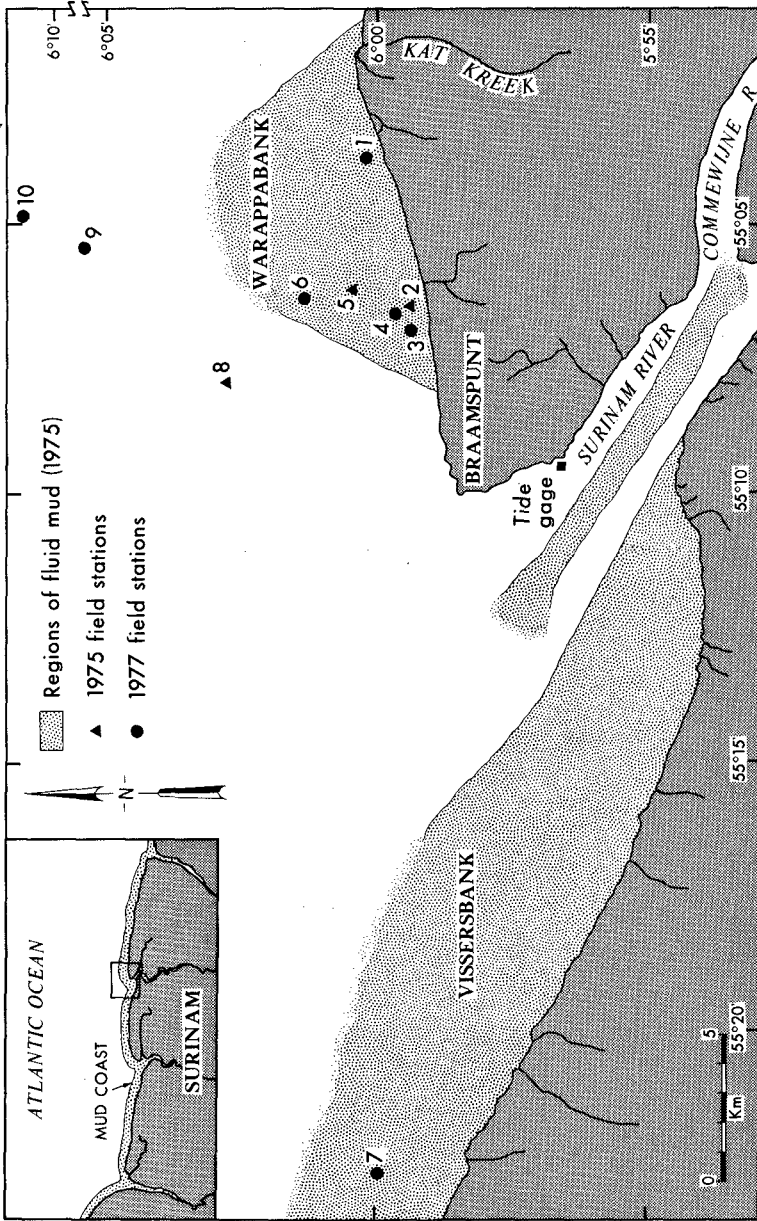 ATLANTIC OCEAN
MUD COAST
SURINAM
N
Regions of fluid mud (1975)
1975 field stations
1977 field stations
10
9
8
6°10'
6°05'
WARAPPABANK
6
5
4
2
3
1
6°00'
KAT KREEK
BRAAMSPUNT
Tide
gage
SURINAM RIVER
COMMEWIJNE R
5°55'
VISSERSBANK
7
0
5
Km
55°20'
55°15'
55°10'
55°05'